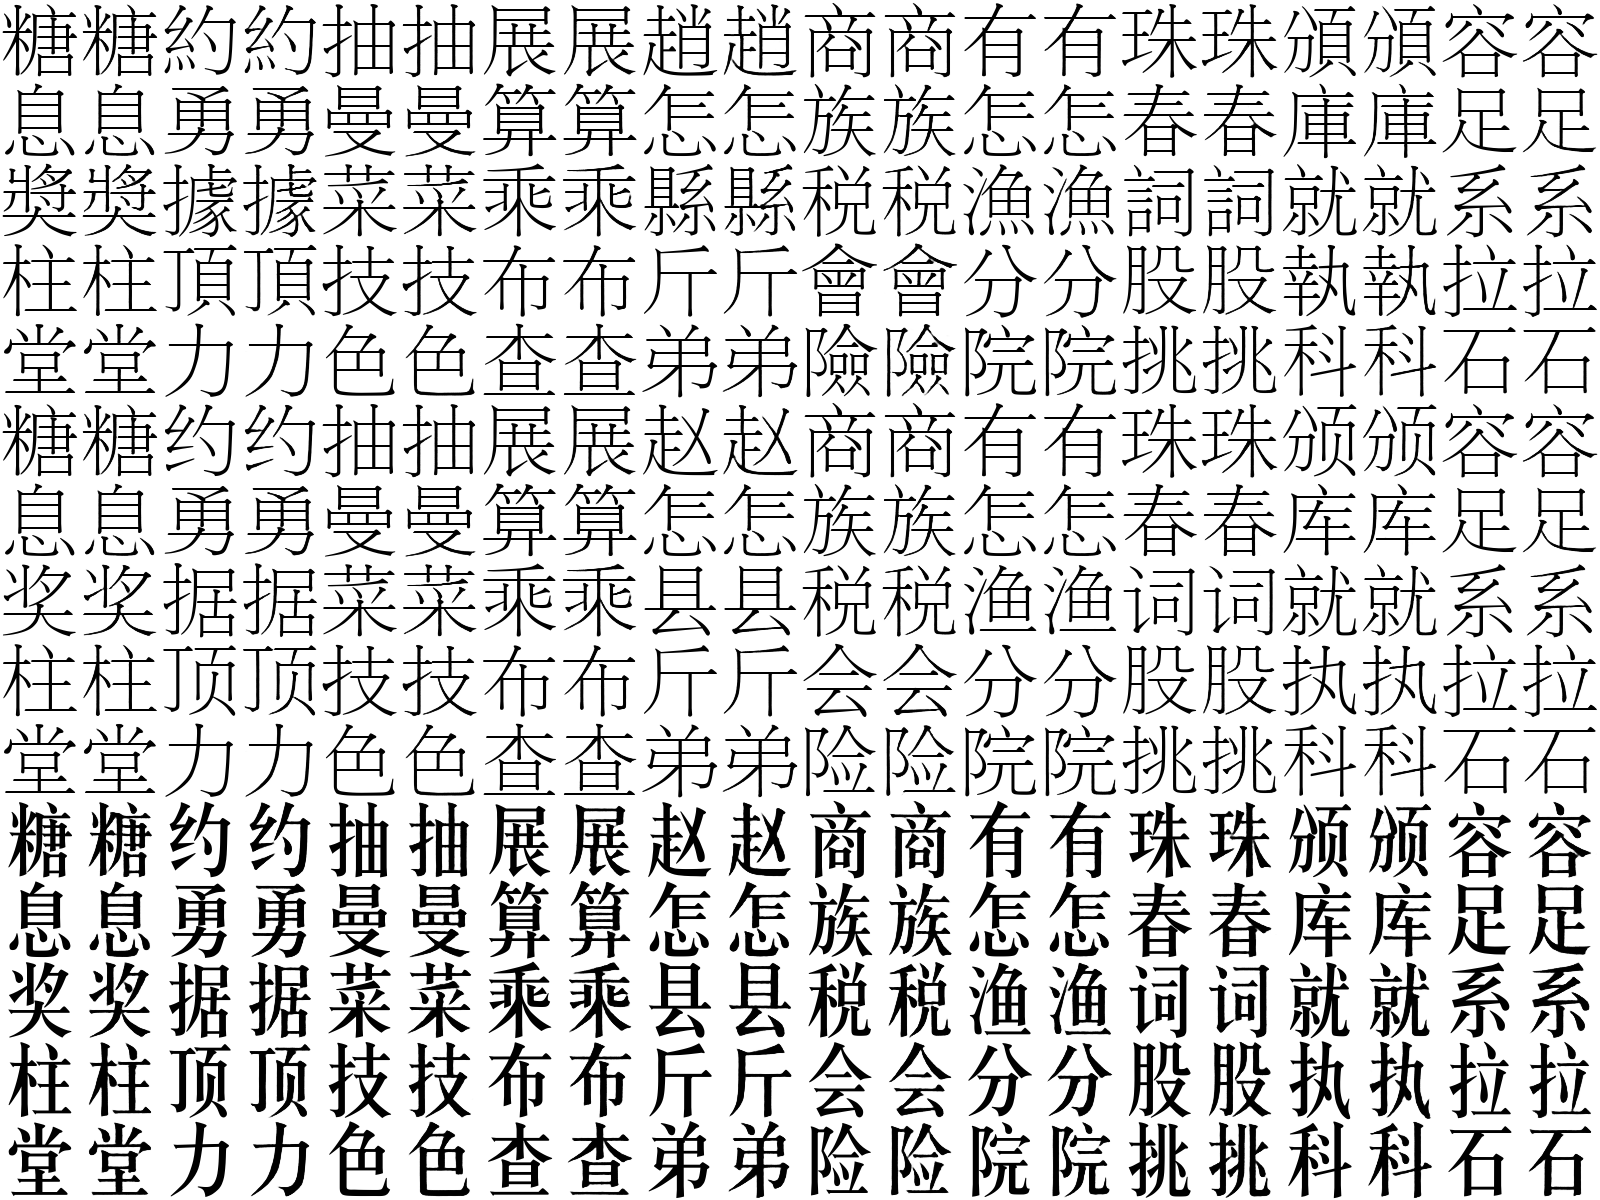 糖糖約約抽抽展展趙趙商商有有珠珠頒頒容容
息息勇勇曼曼算算怎怎族族怎怎春春庫庫足足
獎獎據據菜菜乘乘縣縣税税漁漁詞詞就就系系
柱柱頂頂技技布布斤斤會會分分股股執執拉拉
堂堂力力色色查查弟弟險險院院挑挑科科石石
糖糖约约抽抽展展赵赵商商有有珠珠颁颁容容
息息勇勇曼曼算算怎怎族族怎怎春春库库足足
奖奖据据菜菜乘乘县县税税渔渔词词就就系系
柱柱顶顶技技布布斤斤会会分分股股执执拉拉
堂堂力力色色查查弟弟险险院院挑挑科科石石
糖糖约约抽抽展展赵赵商商有有珠珠颁颁容容
息息勇勇曼曼算算怎怎族族怎怎春春库库足足
奖奖据据菜菜乘乘县县税税渔渔词词就就系系
柱柱顶顶技技布布斤斤会会分分股股执执拉拉
堂堂力力色色查查弟弟险险院院挑挑科科石石